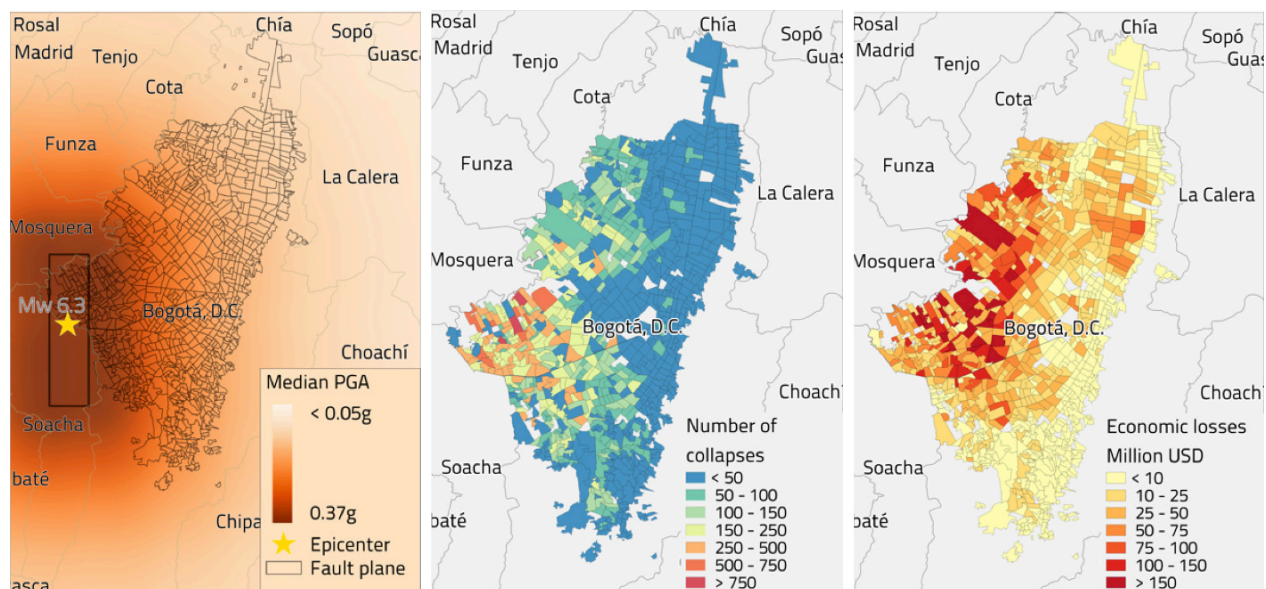 Rosal
Madrid
Tenjo
Chía
Sopó
Guasca
Cota
Funza
La Calera
Mosquera
Mw 6.3
Bogotá, D.C.
Choachí
Soacha
baté
Chipa
asca
Median PGA
< 0.05g
0.37g
Epicenter
Fault plane
Rosal
Madrid
Tenjo
Chía
Sopó
Guas
Cota
Funza
La Calera
Mosquera
Bogotá, D.C.
Choachí
Soacha
baté
Number of
collapses
< 50
50 - 100
100 - 150
150 - 250
250 - 500
500 - 750
> 750
Rosal
Madrid
Tenjo
Chía
Sopó
Guas
Cota
Funza
La Calera
Mosquera
Bogotá, D.C.
Choach
Soacha
baté
Economic losses
Million USD
< 10
10 - 25
25 - 50
50 - 75
75 - 100
100 - 150
> 150